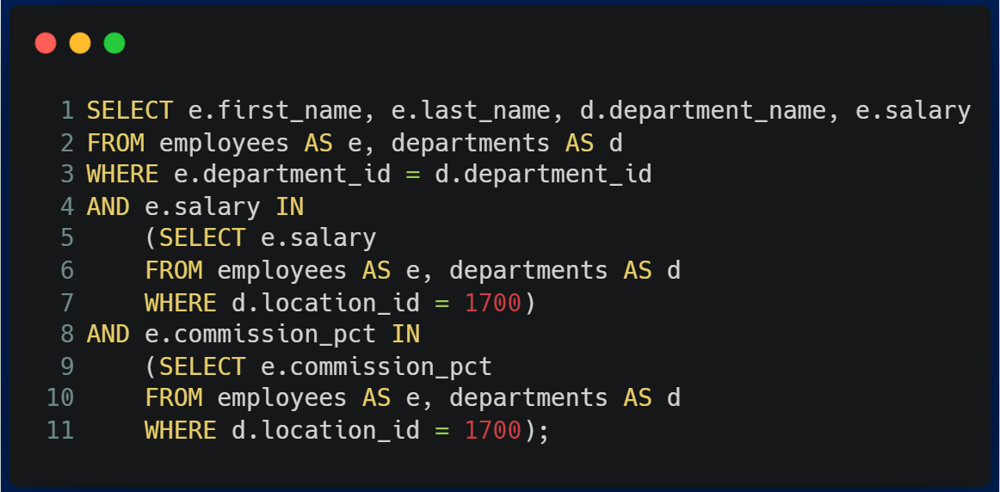 1 SELECT e.first_name, e.last_name, d.department_name, e.salary
2 FROM employees AS e, departments AS d
3 WHERE e.department_id = d.department_id
4 AND e.salary IN
5     (SELECT e.salary
6     FROM employees AS e, departments AS d
7     WHERE d.location_id = 1700)
8 AND e.commission_pct IN
9     (SELECT e.commission_pct
10     FROM employees AS e, departments AS d
11     WHERE d.location_id = 1700);